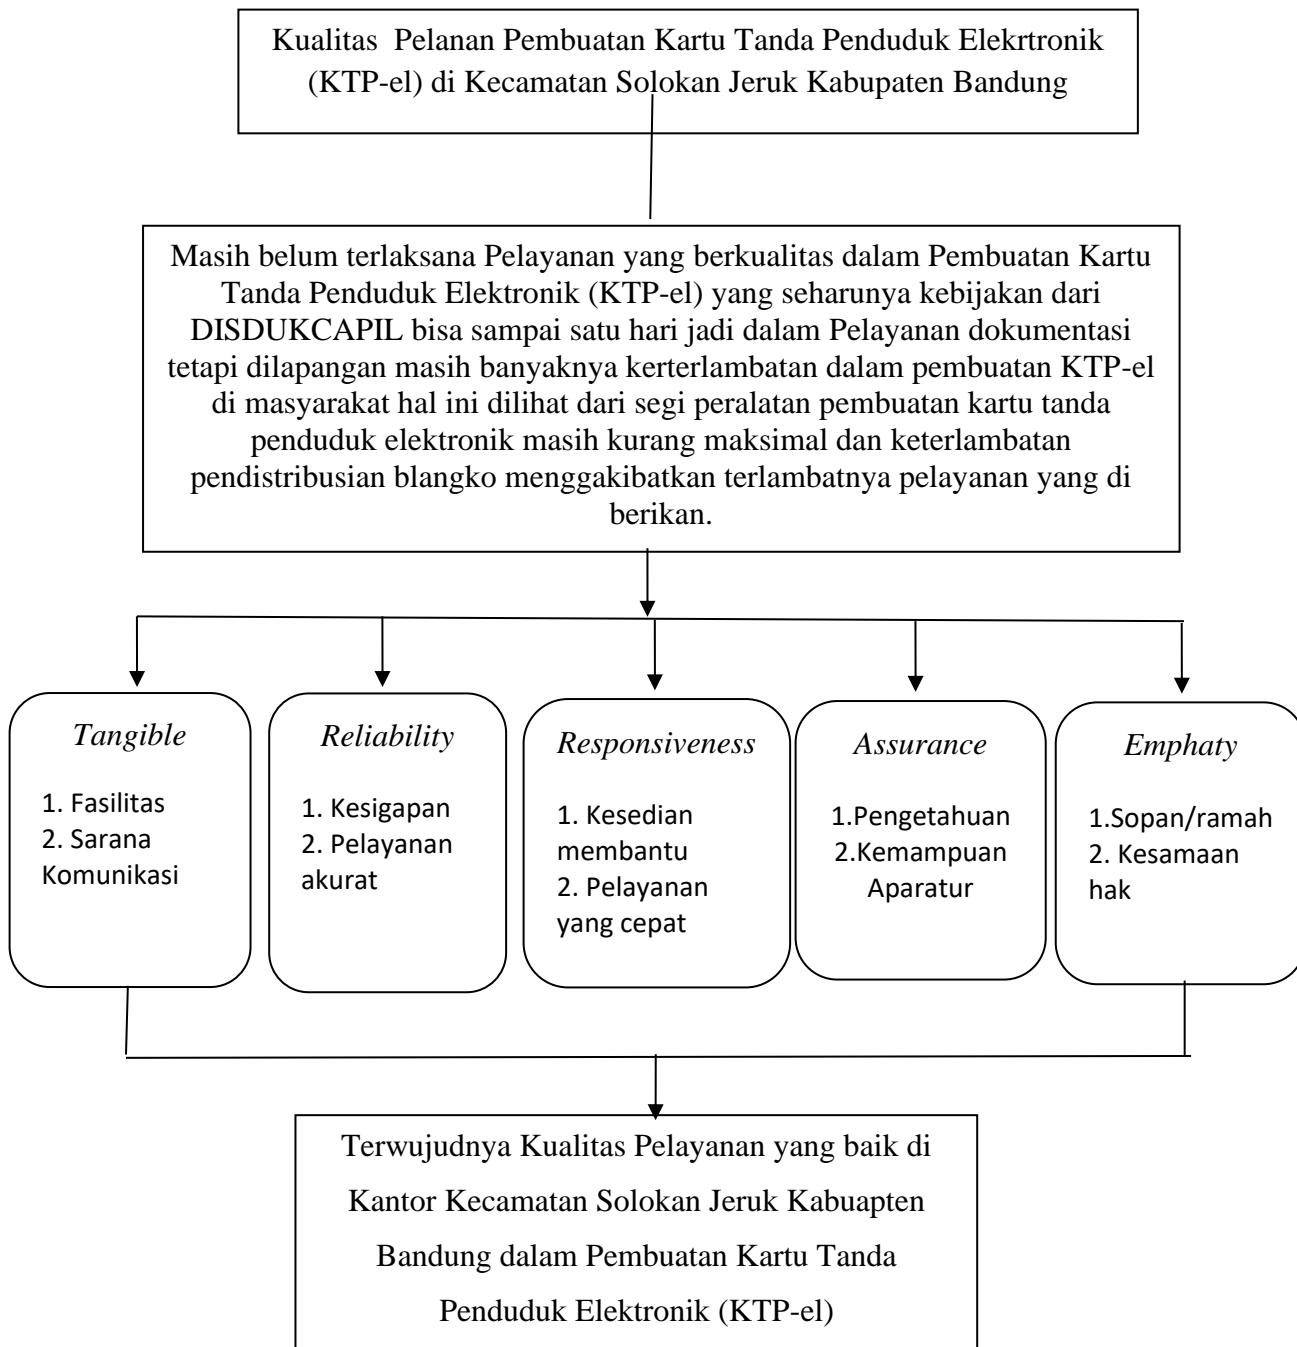 Kualitas  Pelanan Pembuatan Kartu Tanda Penduduk Elekrtronik
(KTP-el) di Kecamatan Solokan Jeruk Kabupaten Bandung
Masih belum terlaksana Pelayanan yang berkualitas dalam Pembuatan Kartu
Tanda Penduduk Elektronik (KTP-el) yang seharunya kebijakan dari
DISDUKCAPIL bisa sampai satu hari jadi dalam Pelayanan dokumentasi
tetapi dilapangan masih banyaknya kerterlambatan dalam pembuatan KTP-el
di masyarakat hal ini dilihat dari segi peralatan pembuatan kartu tanda
penduduk elektronik masih kurang maksimal dan keterlambatan
pendistribusian blangko menggakibatkan terlambatnya pelayanan yang di
berikan.
Tangible
1. Fasilitas
2. Sarana
Komunikasi
Reliability
1. Kesigapan
2. Pelayanan
akurat
Responsiveness
1. Kesedian
membantu
2. Pelayanan
yang cepat
Assurance
1.Pengetahuan
2.Kemampuan
Aparatur
Emphaty
1.Sopan/ramah
2. Kesamaan
hak
Terwujudnya Kualitas Pelayanan yang baik di
Kantor Kecamatan Solokan Jeruk Kabuapten
Bandung dalam Pembuatan Kartu Tanda
Penduduk Elektronik (KTP-el)